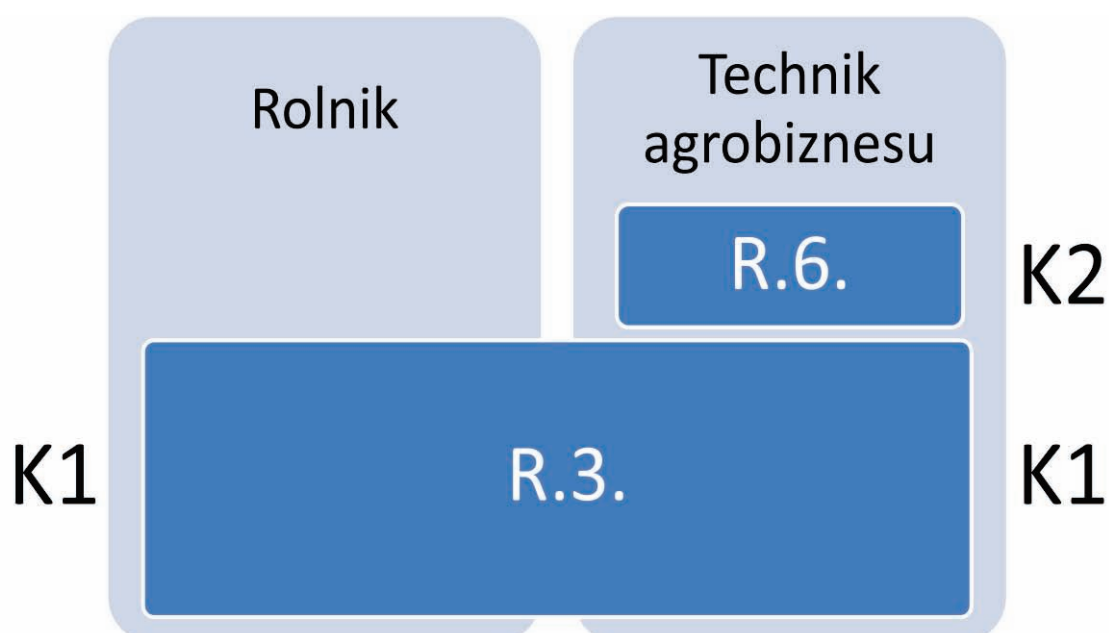 Rolnik
Technik
agrobiznesu
R.6.
K2
K1
R.3.
K1